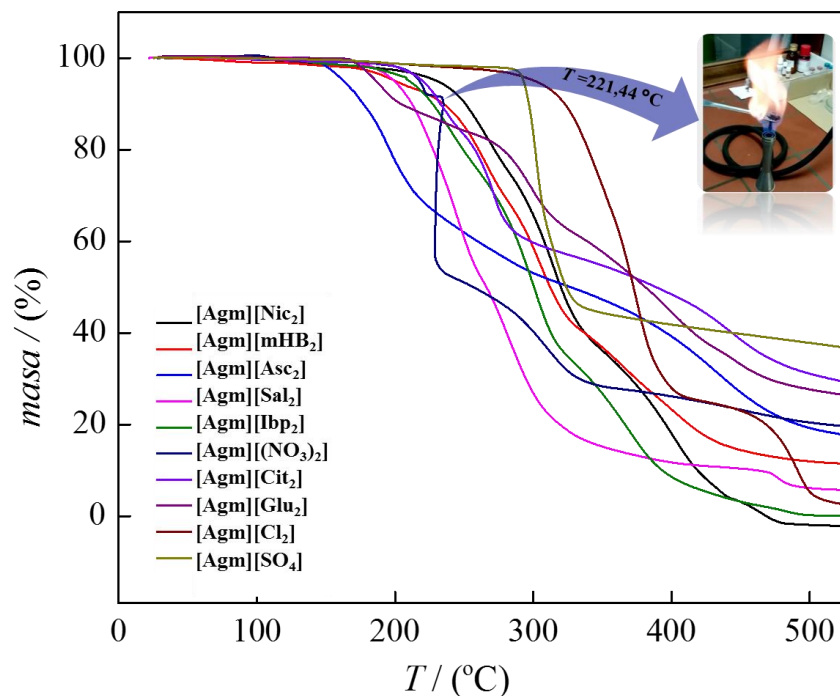 100
80
60
40
20
0
masa / (%)
T =221,44 °C
[Agm][Nic₂]
[Agm][mHB₂]
[Agm][Asc₂]
[Agm][Sal₂]
[Agm][Ibp₂]
[Agm][(NO₃)₂]
[Agm][Cit₂]
[Agm][Glu₂]
[Agm][Cl₂]
[Agm][SO₄]
0 100 200 300 400 500
T / (ºC)